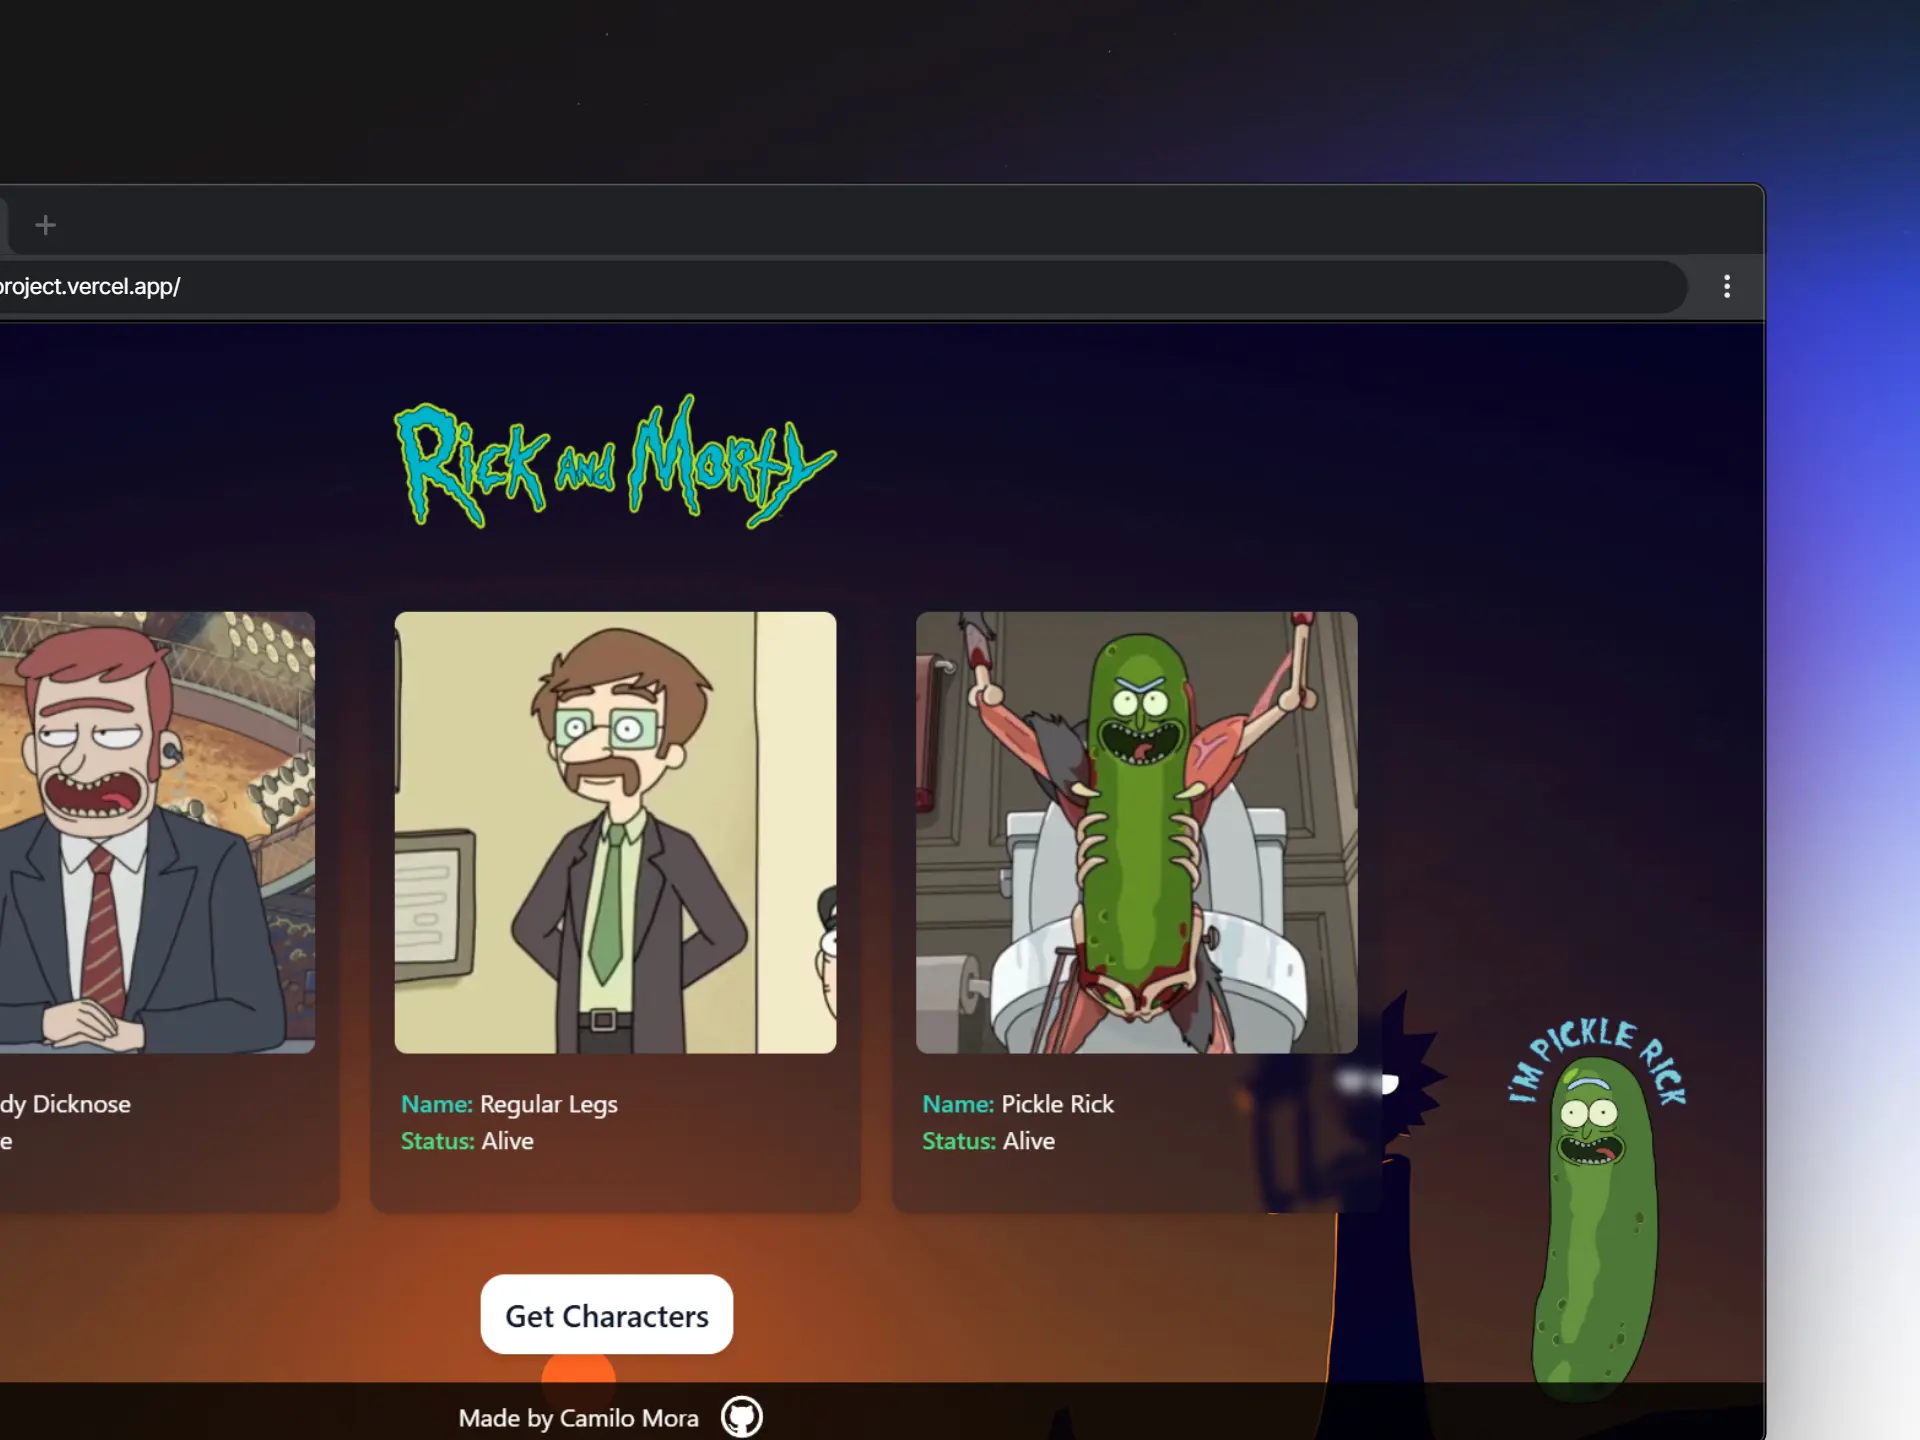 project.vercel.app/
Rick and Morty
dy Dicknose
e
Name: Regular Legs
Status: Alive
Name: Pickle Rick
Status: Alive
I'M PICKLE RICK
Get Characters
Made by Camilo Mora